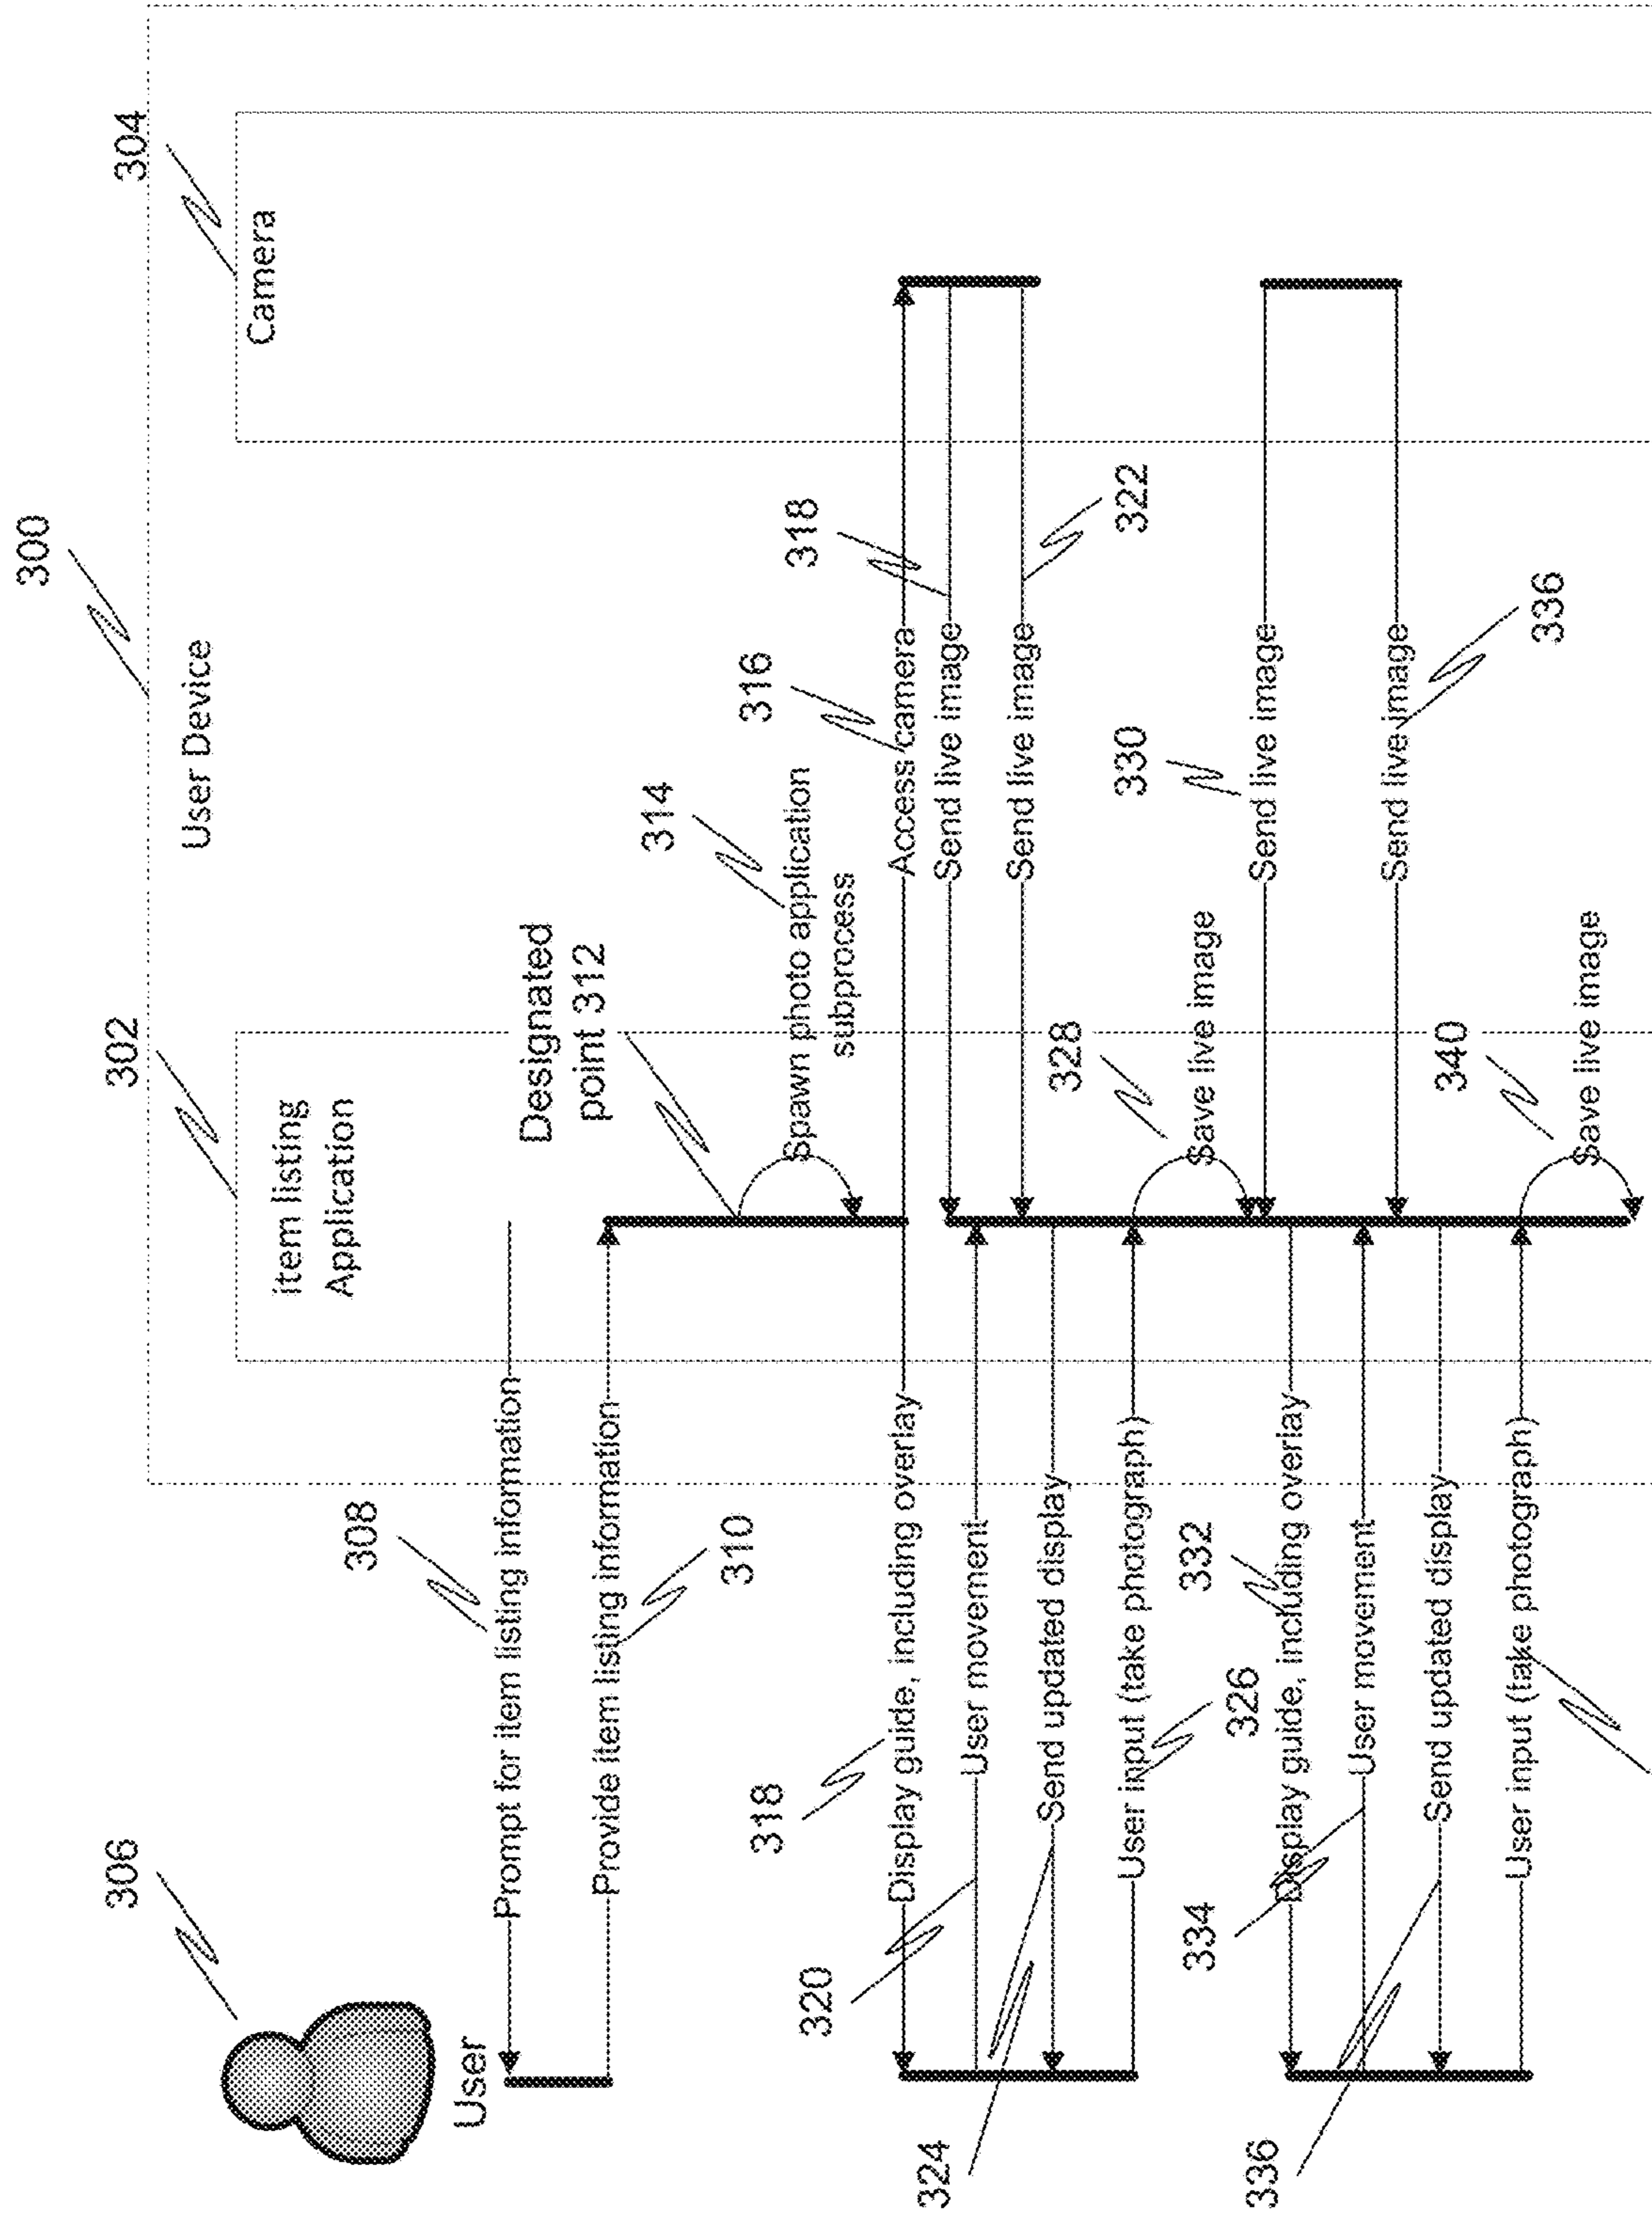 300
User Device
302
item listing
Application
304
Camera
306
User
308
Prompt for item listing information
Provide item listing information
310
Designated
point 312
314
Spawn photo application
subprocess
316
Access camera
318
Display guide, including overlay
318
Send live image
320
User movement
Send live image
322
324
Send updated display
User input (take photograph)
326
328
Save live image
330
Send live image
332
Display guide, including overlay
334
User movement
Send live image
336
336
Send updated display
User input (take photograph)
340
Save live image